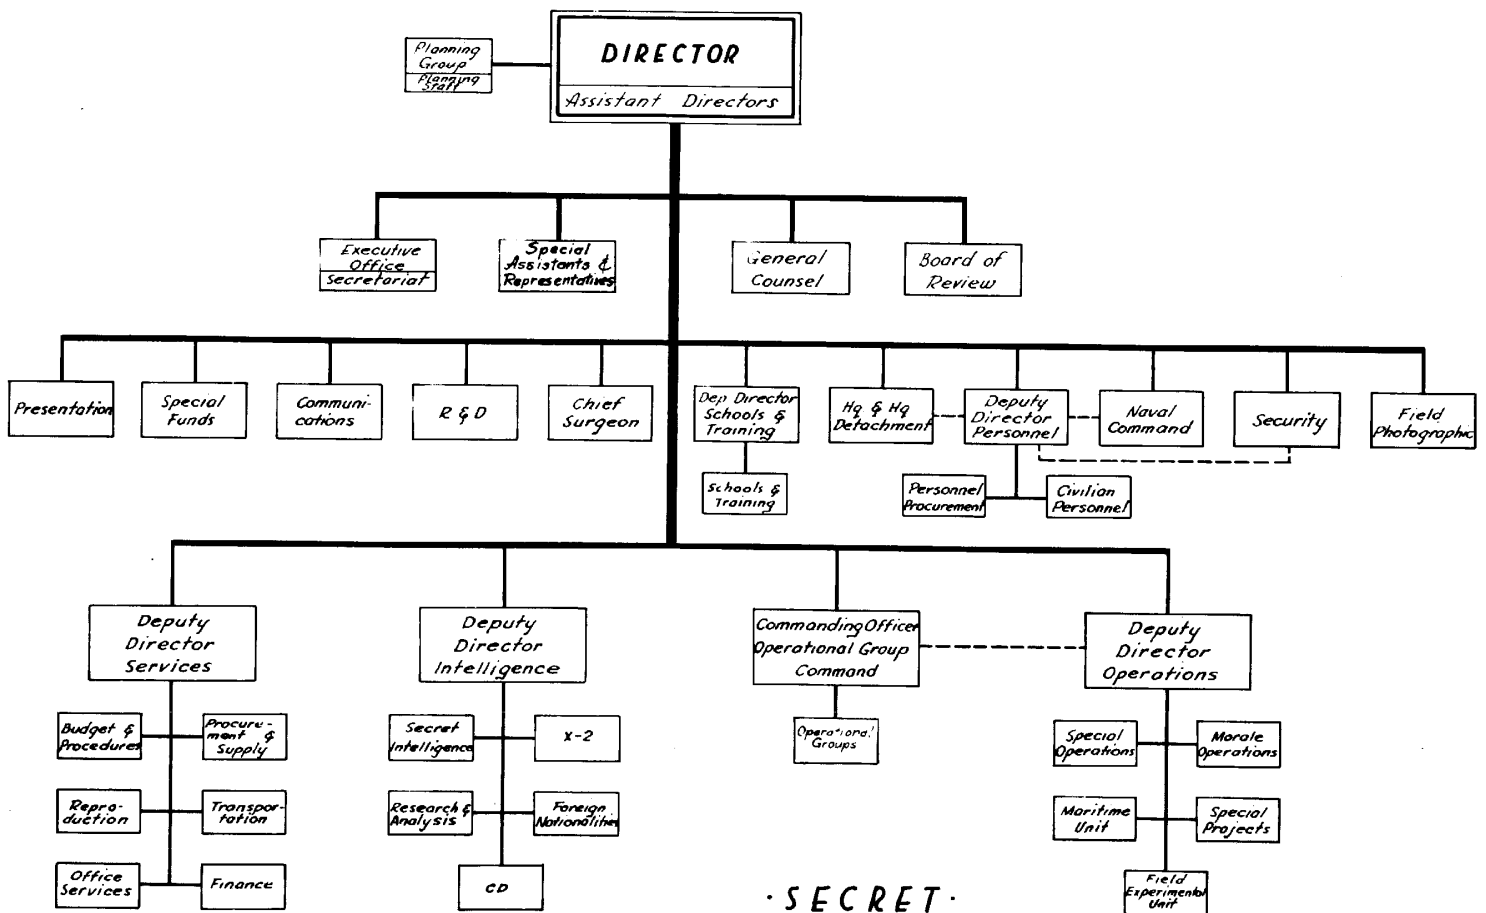 DIRECTOR
Assistant Directors
Planning
Group
Planning
Staff
Executive
Office
Secretariat
Special
Assistants &
Representatives
General
Counsel
Board of
Review
Presentation
Special
Funds
Communi-
cations
R & D
Chief
Surgeon
Dep Director
Schools &
Training
Hq & Hq
Detachment
Deputy
Director
Personnel
Naval
Command
Security
Field
Photographic
Schools &
Training
Personnel
Procurement
Civilian
Personnel
Deputy
Director
Services
Deputy
Director
Intelligence
Commanding Officer
Operational Group
Command
Deputy
Director
Operations
Budget &
Procedures
Procure-
ment &
Supply
Repro-
duction
Transpor-
tation
Office
Services
Finance
Secret
Intelligence
X-2
Research &
Analysis
Foreign
Nationalities
CD
Operational
Groups
Special
Operations
Morale
Operations
Maritime
Unit
Special
Projects
Field
Experimental
Unit
· SECRET ·